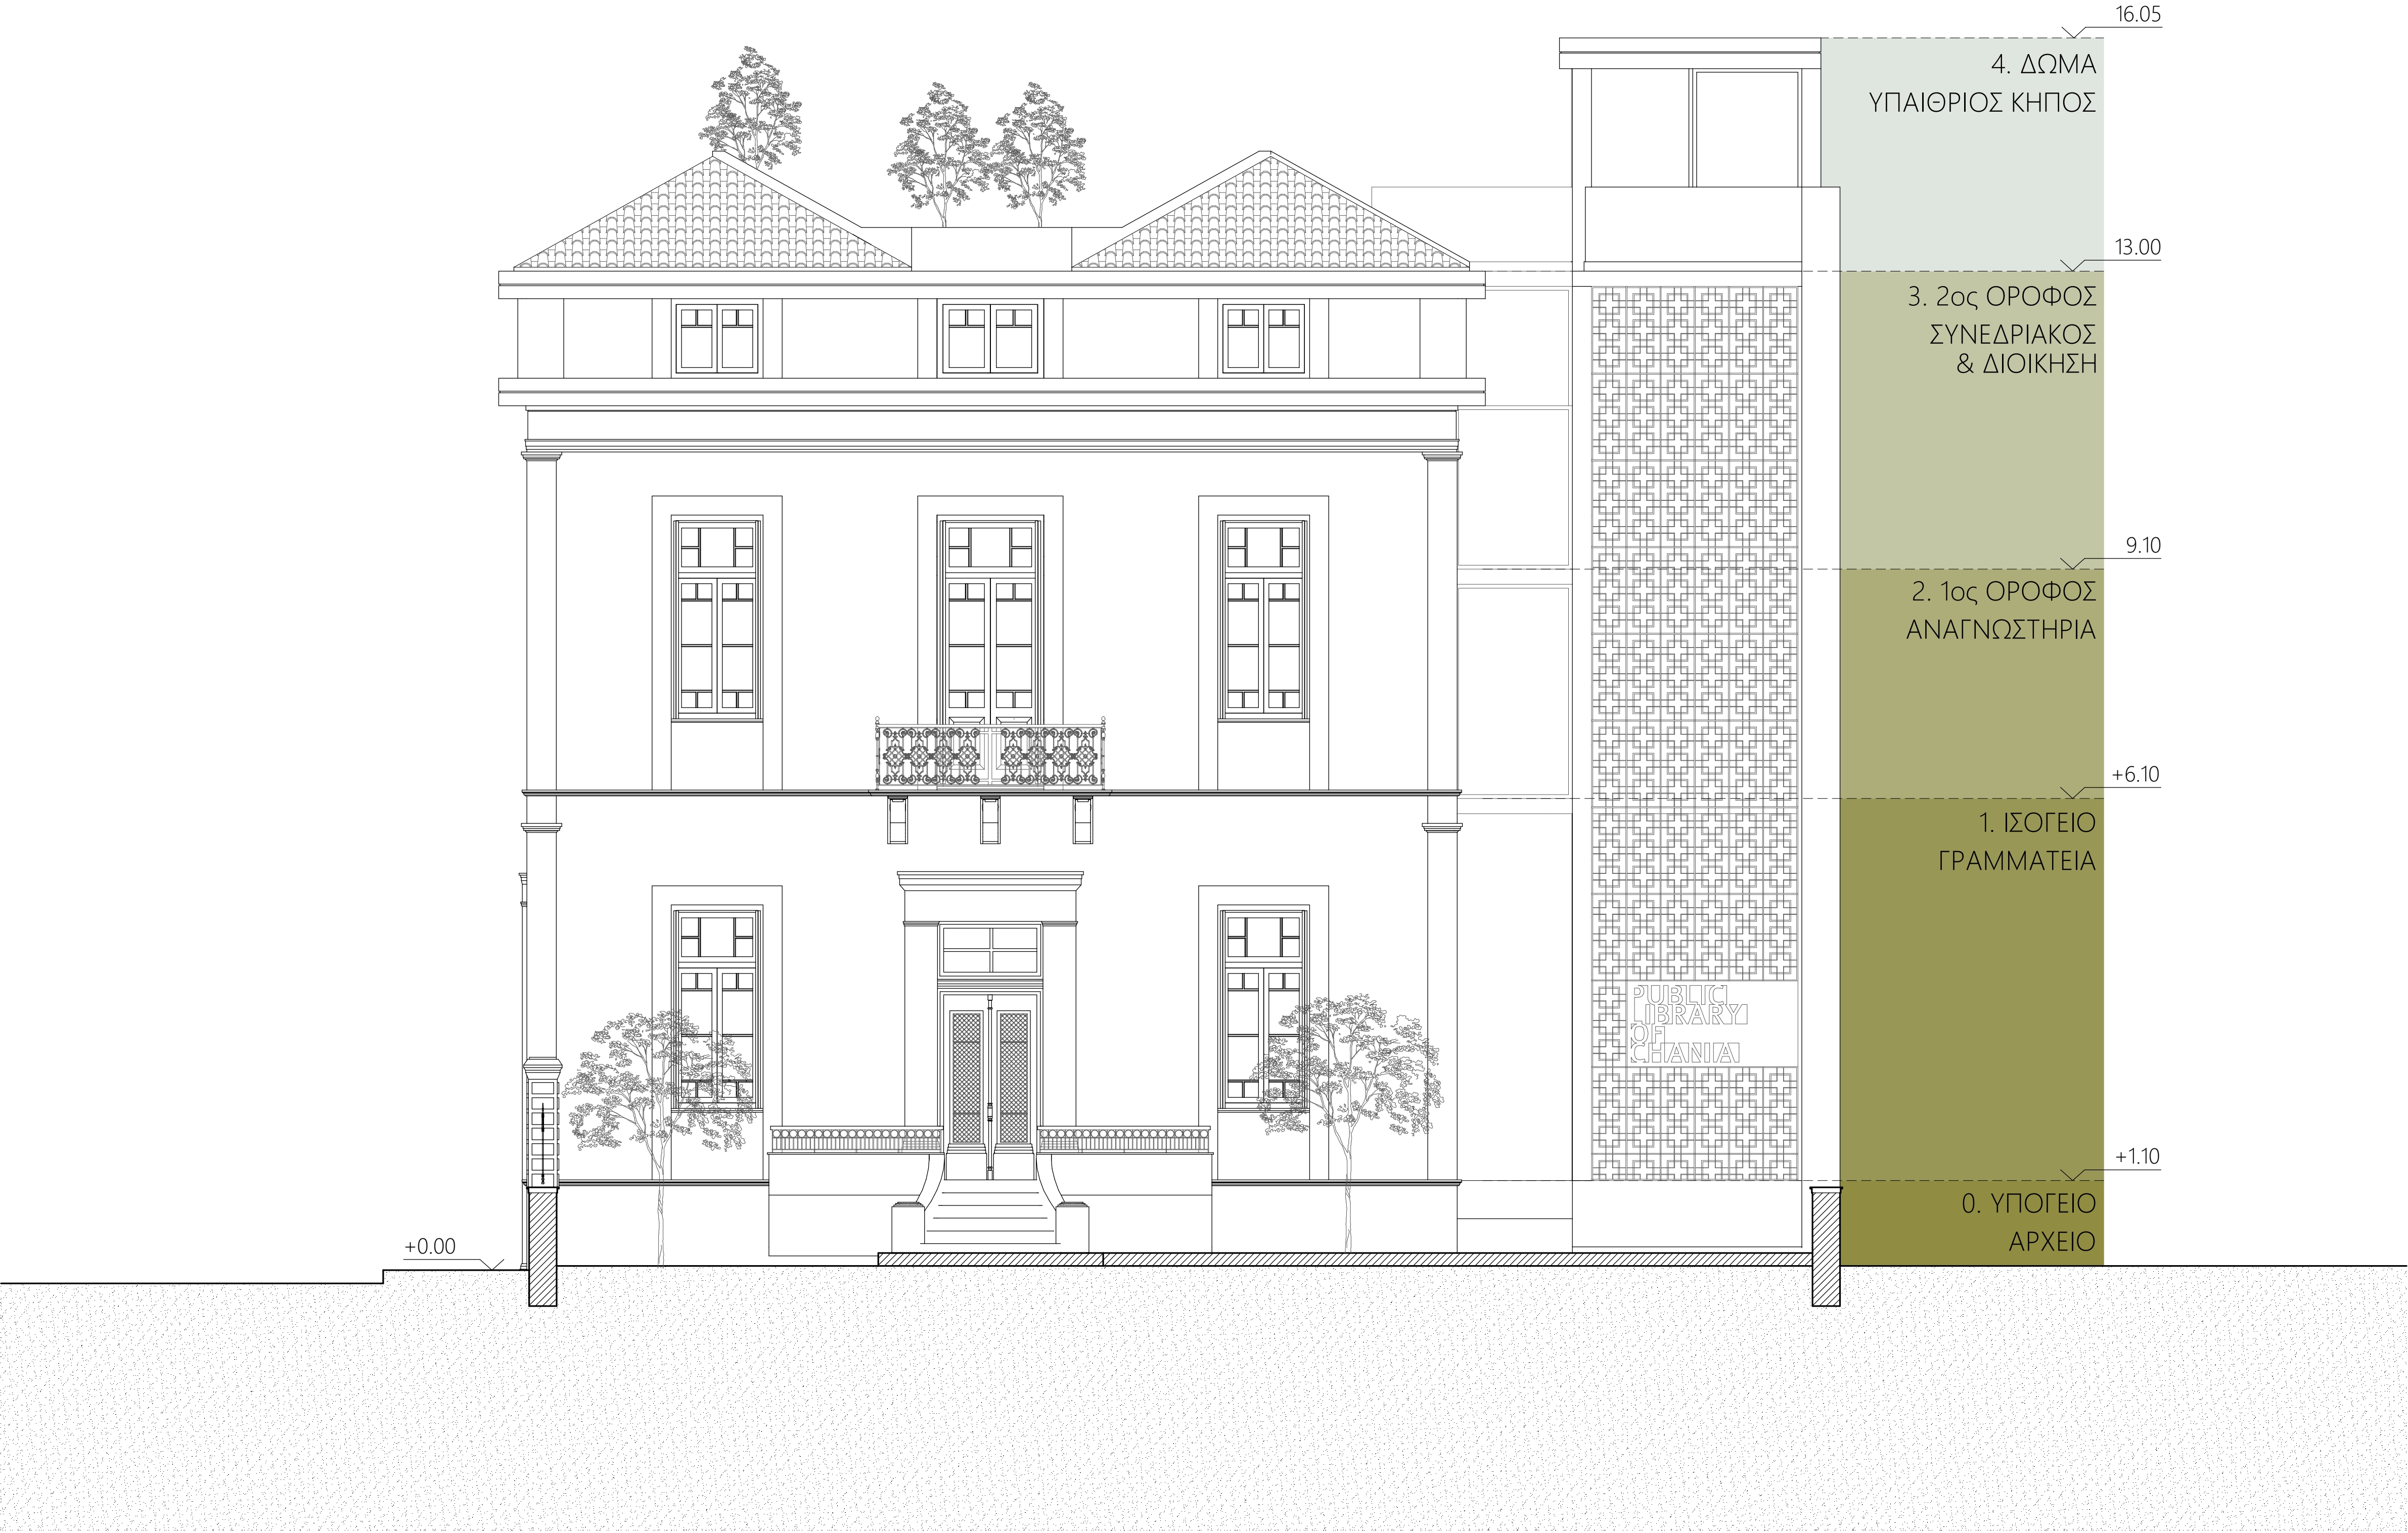 16.05
4. ΔΩΜΑ
ΥΠΑΙΘΡΙΟΣ ΚΗΠΟΣ
13.00
3. 2ος ΟΡΟΦΟΣ
ΣΥΝΕΔΡΙΑΚΟΣ
& ΔΙΟΙΚΗΣΗ
9.10
2. 1ος ΟΡΟΦΟΣ
ΑΝΑΓΝΩΣΤΗΡΙΑ
+6.10
1. ΙΣΟΓΕΙΟ
ΓΡΑΜΜΑΤΕΙΑ
PUBLIC
LIBRARY
OF
CHANIA
+1.10
0. ΥΠΟΓΕΙΟ
ΑΡΧΕΙΟ
+0.00